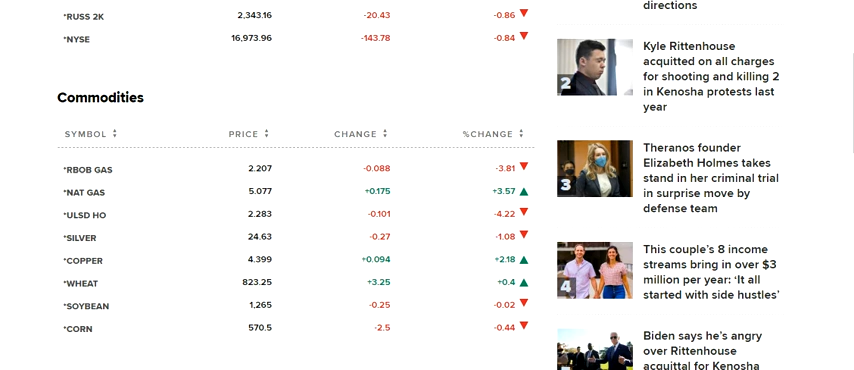 *RUSS 2K 2,343.16 -20.43 -0.86
*NYSE 16,973.96 -143.78 -0.84
Commodities
SYMBOL PRICE CHANGE %CHANGE
*RBOB GAS 2.207 -0.088 -3.81
*NAT GAS 5.077 +0.175 +3.57
*ULSD HO 2.283 -0.101 -4.22
*SILVER 24.63 -0.27 -1.08
*COPPER 4.399 +0.094 +2.18
*WHEAT 823.25 +3.25 +0.4
*SOYBEAN 1,265 -0.25 -0.02
*CORN 570.5 -2.5 -0.44
directions
2
Kyle Rittenhouse
acquitted on all charges
for shooting and killing 2
in Kenosha protests last
year
3
Theranos founder
Elizabeth Holmes takes
stand in her criminal trial
in surprise move by
defense team
4
This couple's 8 income
streams bring in over $3
million per year: ‘It all
started with side hustles’
Biden says he's angry
over Rittenhouse
acquittal for Kenosha